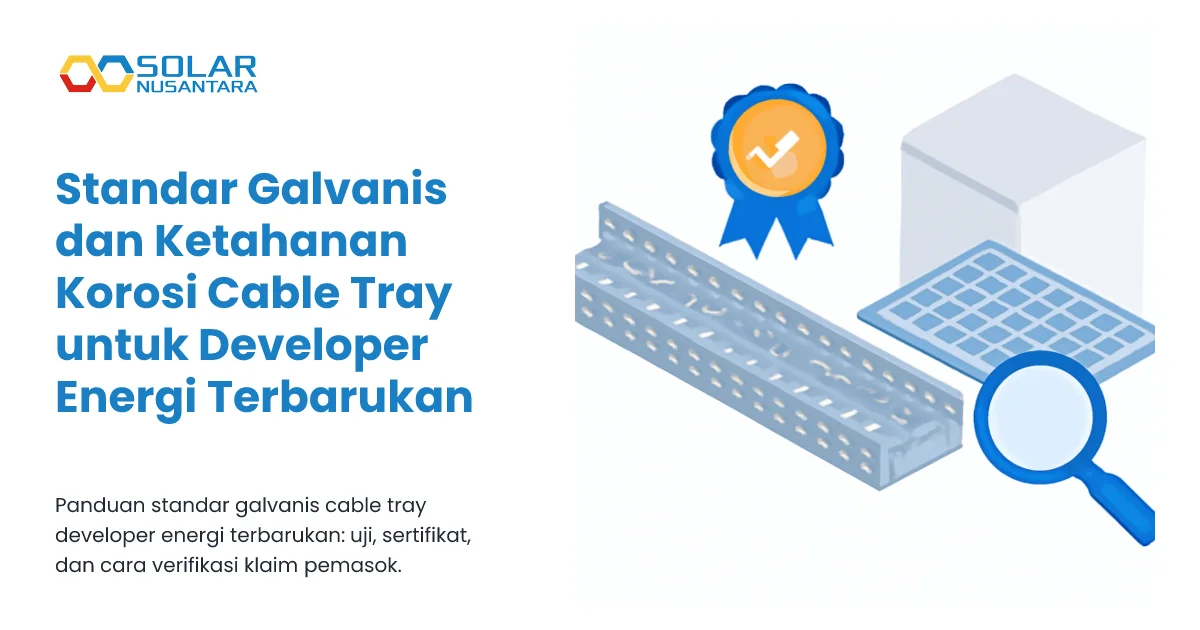 SOLAR
NUSANTARA
Standar Galvanis
dan Ketahanan
Korosi Cable Tray
untuk Developer
Energi Terbarukan
Panduan standar galvanis cable tray
developer energi terbarukan: uji, sertifikat,
dan cara verifikasi klaim pemasok.